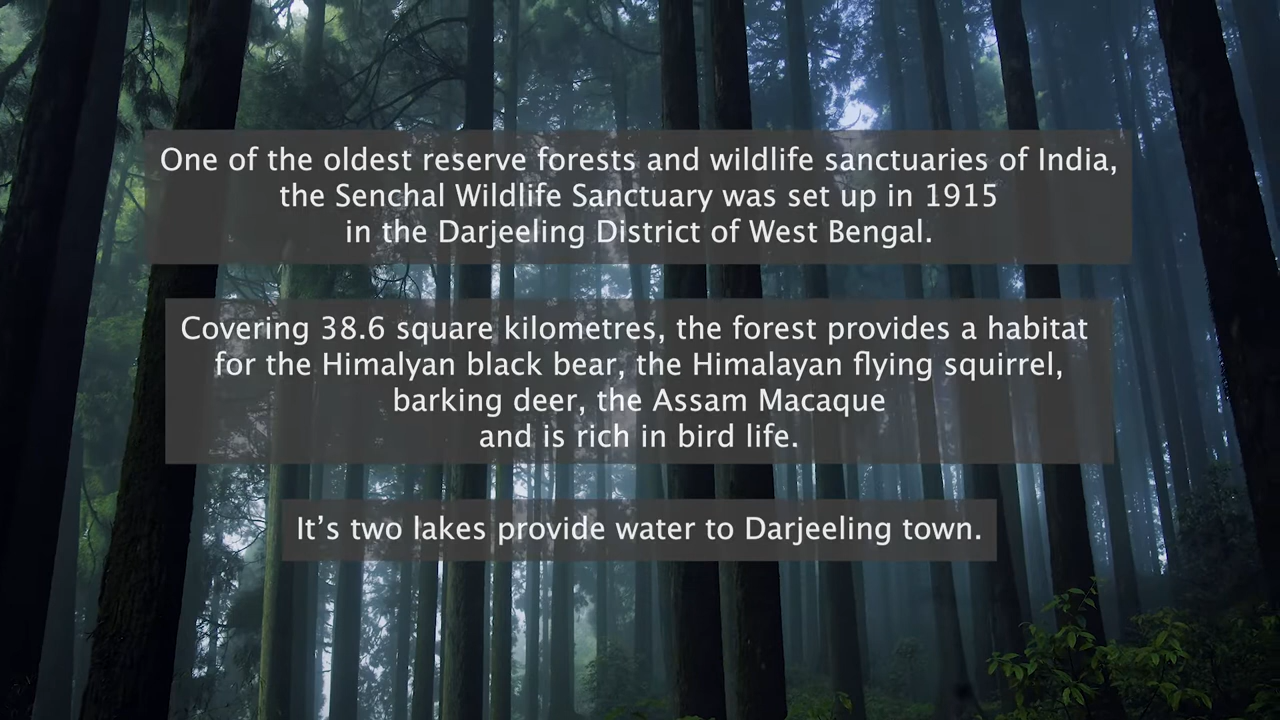 One of the oldest reserve forests and wildlife sanctuaries of India,
the Senchal Wildlife Sanctuary was set up in 1915
in the Darjeeling District of West Bengal.
Covering 38.6 square kilometres, the forest provides a habitat
for the Himalyan black bear, the Himalayan flying squirrel,
barking deer, the Assam Macaque
and is rich in bird life.
It’s two lakes provide water to Darjeeling town.